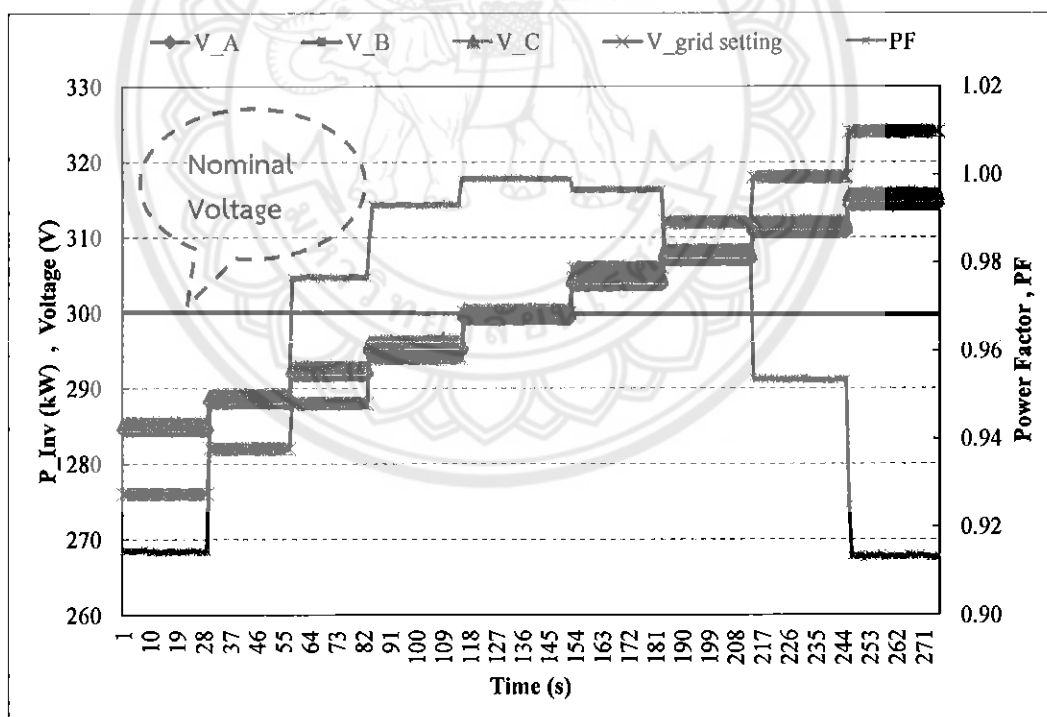 V_A V_B V_C V_grid setting PF
330
320
310
300
290
280
270
260
1.02
1.00
0.98
0.96
0.94
0.92
0.90
Nominal
Voltage
P_Inv (kW) , Voltage (V)
Power Factor , PF
1 10 19 28 37 46 55 64 73 82 91 100 109 118 127 136 145 154 163 172 181 190 199 208 217 226 235 244 253 262 271
Time (s)